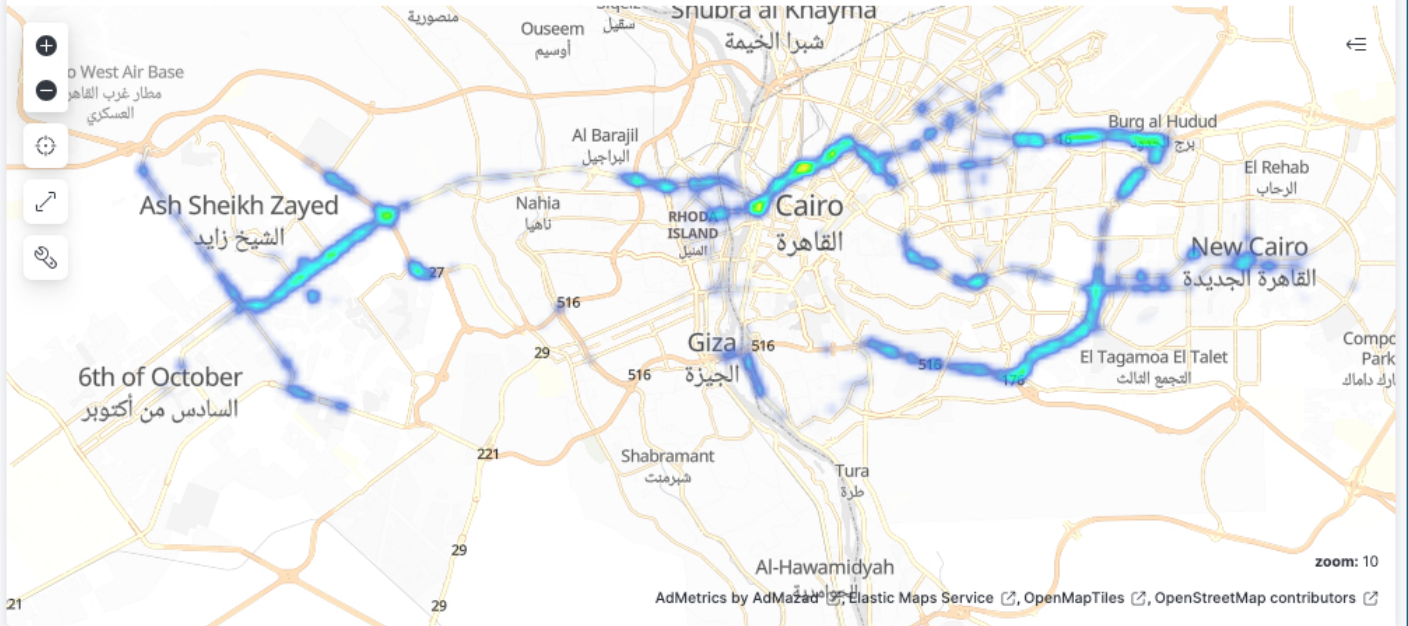 Shubra al Khayma
شبرا الخيمة
منصورية
سقيل
Ouseem
أوسيم
West Air Base
مطار غرب القاهرة
العسكري
Al Barajil
البراجيل
Burg al Hudud
برج
El Rehab
الرحاب
Ash Sheikh Zayed
الشيخ زايد
Nahia
ناهيا
RHODA
ISLAND
المنيل
Cairo
القاهرة
New Cairo
القاهرة الجديدة
27
516
Giza
الجيزة
516
29
516
516
176
El Tagamoa El Talet
التجمع الثالث
Park
6th of October
السادس من أكتوبر
221
Shabramant
شبرمنت
Tura
طرة
29
Al-Hawamidyah
zoom: 10
21
29
AdMetrics by AdMazad, Elastic Maps Service, OpenMapTiles, OpenStreetMap contributors